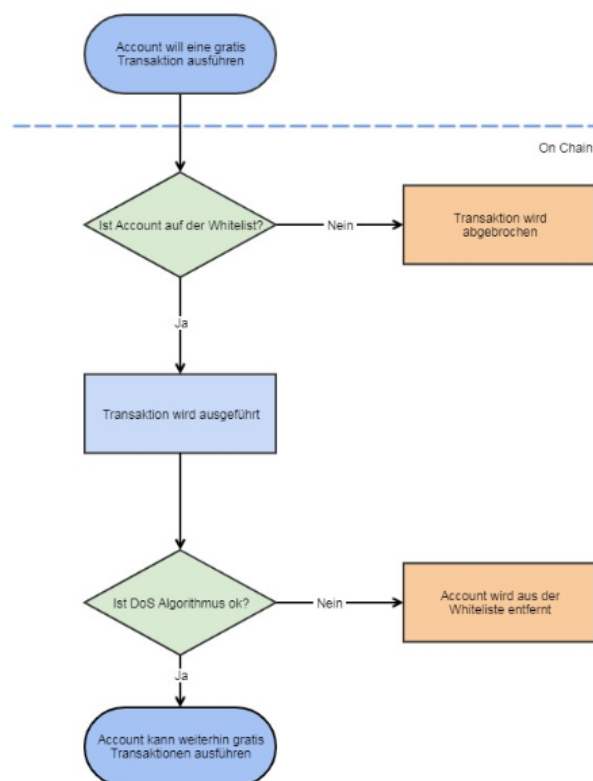 Account will eine gratis
Transaktion ausführen
On Chain
Ist Account auf der Whitelist?
Nein
Transaktion wird
abgebrochen
Ja
Transaktion wird ausgeführt
Ist DoS Algorithmus ok?
Nein
Account wird aus der
Whiteliste entfernt
Ja
Account kann weiterhin gratis
Transaktionen ausführen